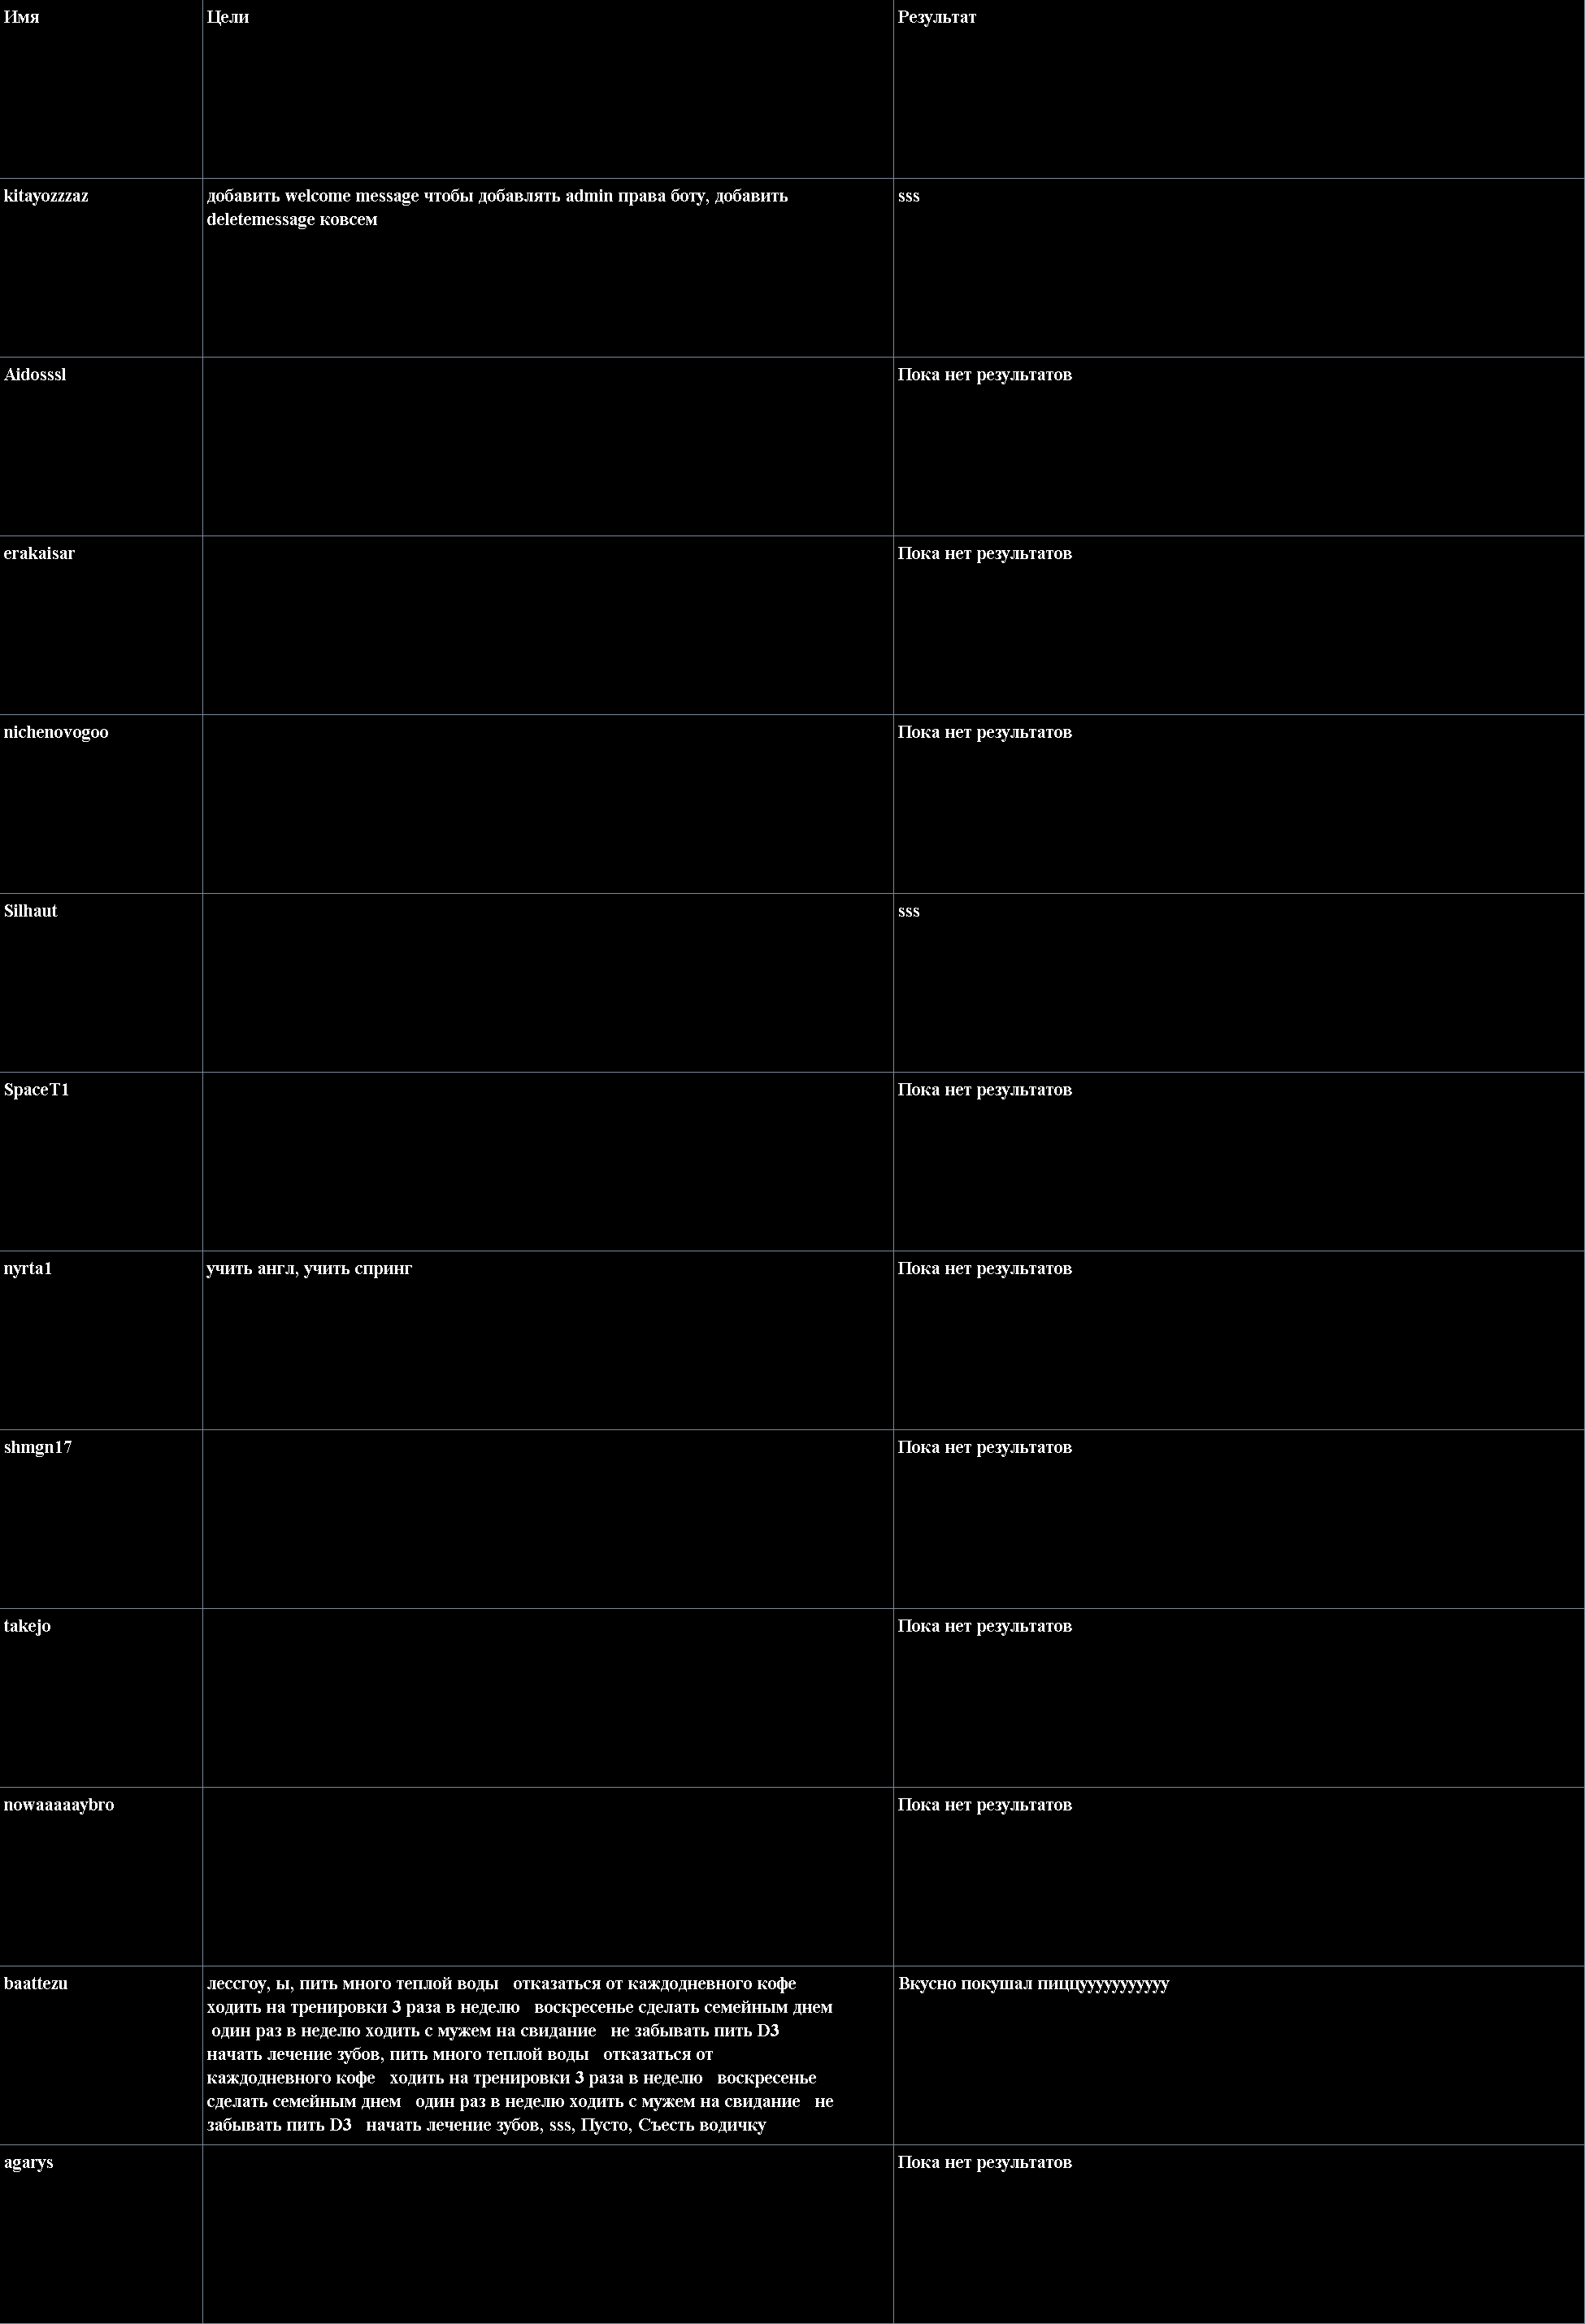 Имя Цели Результат
kitayozzzaz добавить welcome message чтобы добавлять admin права боту, добавить sss
deletemessage ковсем
Aidosssl Пока нет результатов
erakaisar Пока нет результатов
nichenovogoo Пока нет результатов
Silhaut sss
SpaceT1 Пока нет результатов
nyrta1 учить англ, учить спринг Пока нет результатов
shmgn17 Пока нет результатов
takejo Пока нет результатов
nowaaaaaybro Пока нет результатов
baattezu лессгоу, ы, пить много теплой воды отказаться от каждодневного кофе Вкусно покушал пиццууууууууууу
ходить на тренировки 3 раза в неделю воскресенье сделать семейным днем
один раз в неделю ходить с мужем на свидание не забывать пить D3
начать лечение зубов, пить много теплой воды отказаться от
каждодневного кофе ходить на тренировки 3 раза в неделю воскресенье
сделать семейным днем один раз в неделю ходить с мужем на свидание не
забывать пить D3 начать лечение зубов, sss, Пусто, Съесть водичку
agarys Пока нет результатов